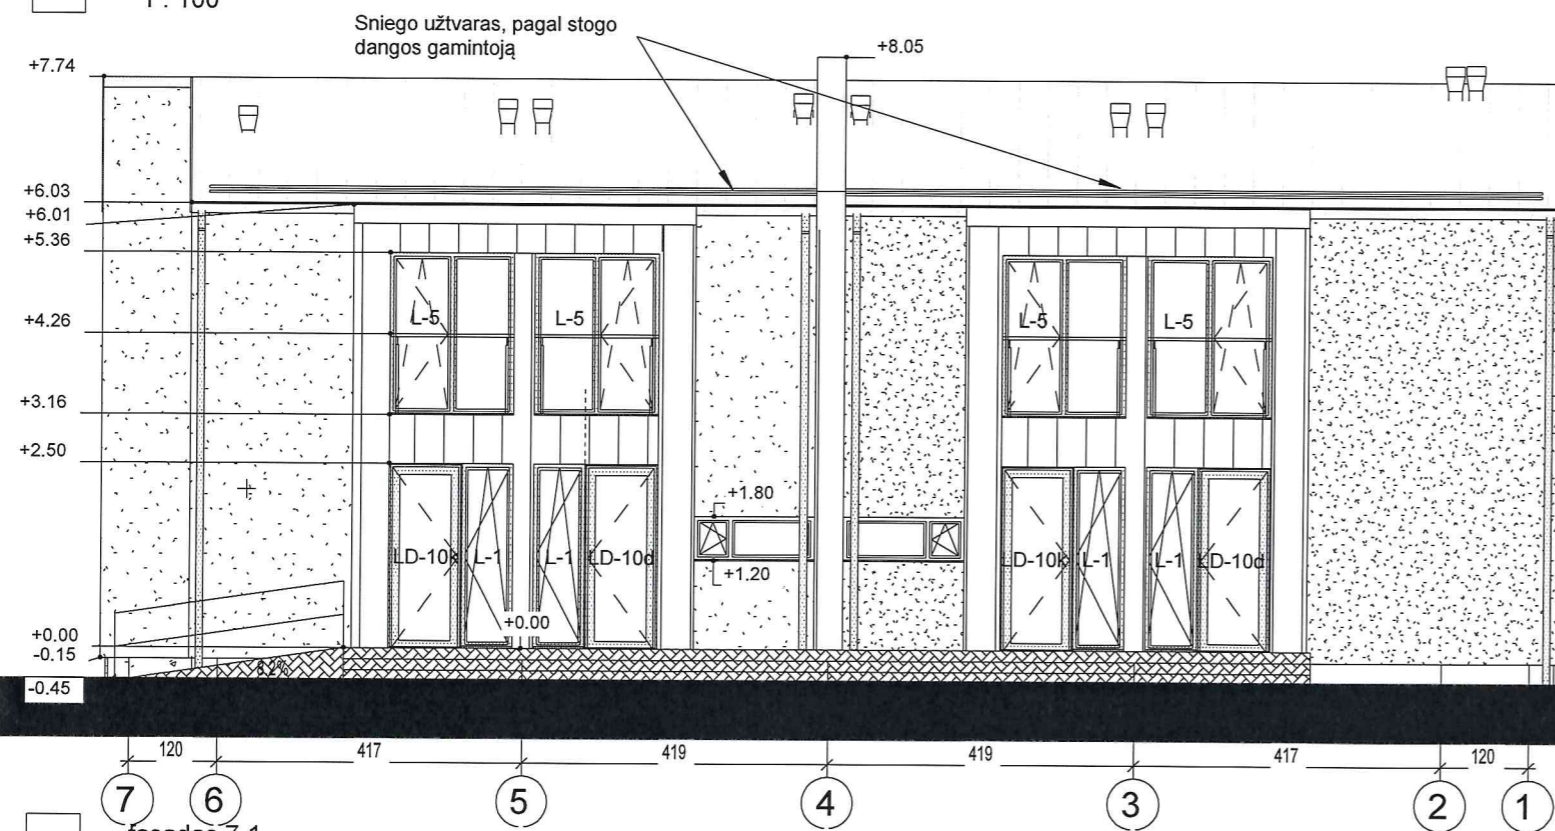 1 : 100
Sniego užtvaras, pagal stogo
dangos gamintoją
+8.05
+7.74
+6.03
+6.01
+5.36
+4.26
+3.16
+2.50
L-5 L-5 L-5 L-5
+1.80
LD-10k L-1 L-1 LD-10d LD-10k L-1 L-1 LD-10d
+1.20
+0.00
+0.00
-0.15
8.2%
-0.45
120 417 419 419 417 120
7 6 5 4 3 2 1
fasadas 7-1